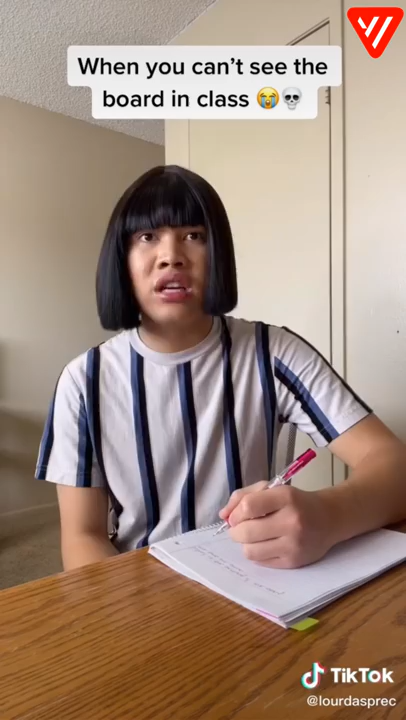 When you can't see the
board in class 😭💀
TikTok
@lourdasprec